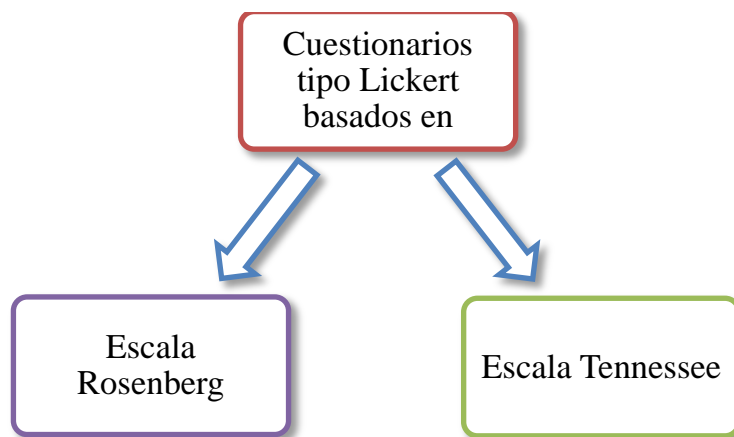 Cuestionarios
tipo Lickert
basados en
Escala
Rosenberg
Escala Tennessee